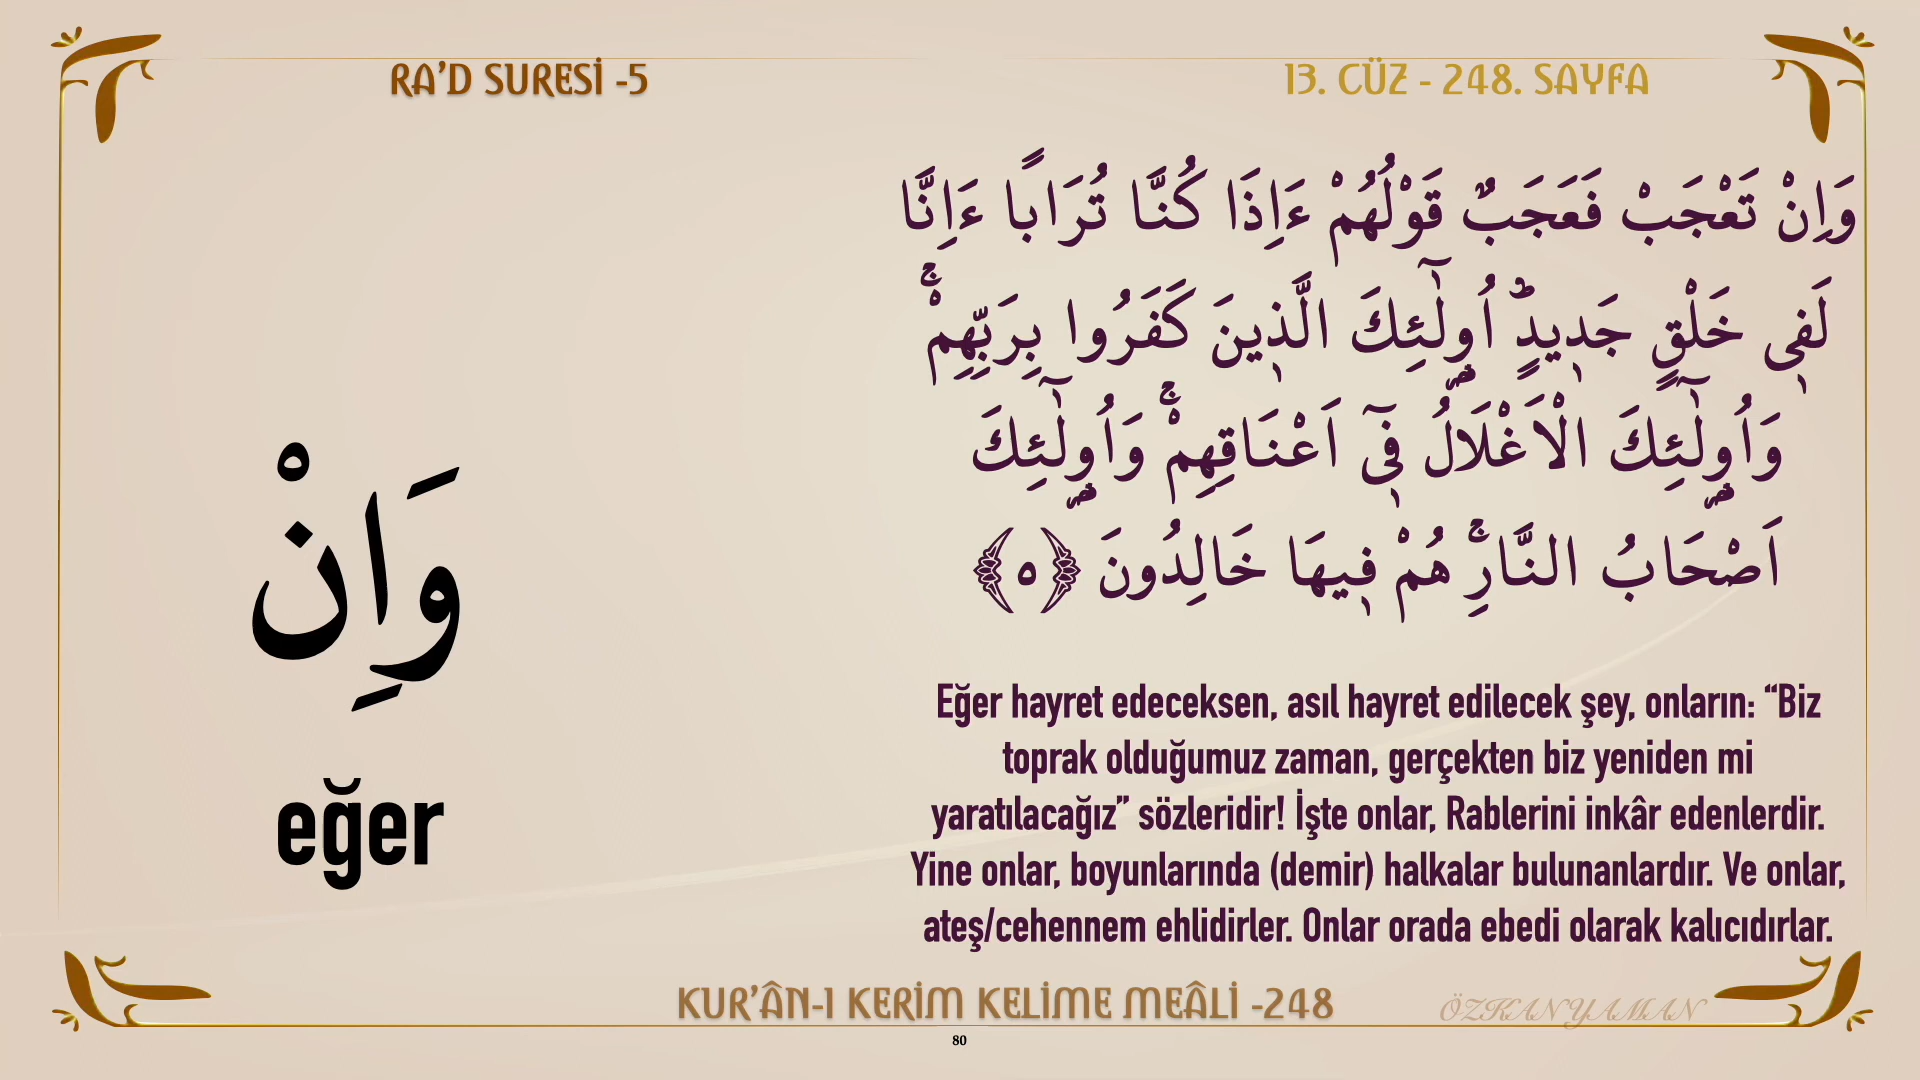 RA’D SURESİ -5
13. CÜZ - 248. SAYFA
وَاِنْ تَعْجَبْ فَعَجَبٌ قَوْلُهُمْ ءَاِذَا كُنَّا تُرَاباً ءَاِنَّا
لَفٖى خَلْقٍ جَدٖيدٍؕ اُو۬لٰٓئِكَ الَّذٖينَ كَفَرُوا بِرَبِّهِمْۚ
وَاُو۬لٰٓئِكَ الْاَغْلَالُ فٖٓى اَعْنَاقِهِمْۚ وَاُو۬لٰٓئِكَ
اَصْحَابُ النَّارِۚ هُمْ فٖيهَا خَالِدُونَ ﴿٥﴾
وَاِنْ
eğer
Eğer hayret edeceksen, asıl hayret edilecek şey, onların: “Biz
toprak olduğumuz zaman, gerçekten biz yeniden mi
yaratılacağız” sözleridir! İşte onlar, Rablerini inkâr edenlerdir.
Yine onlar, boyunlarında (demir) halkalar bulunanlardır. Ve onlar,
ateş/cehennem ehlidirler. Onlar orada ebedi olarak kalıcıdırlar.
KUR’ÂN-I KERİM KELİME MEÂLİ -248
ÖZKAN YAMAN
80